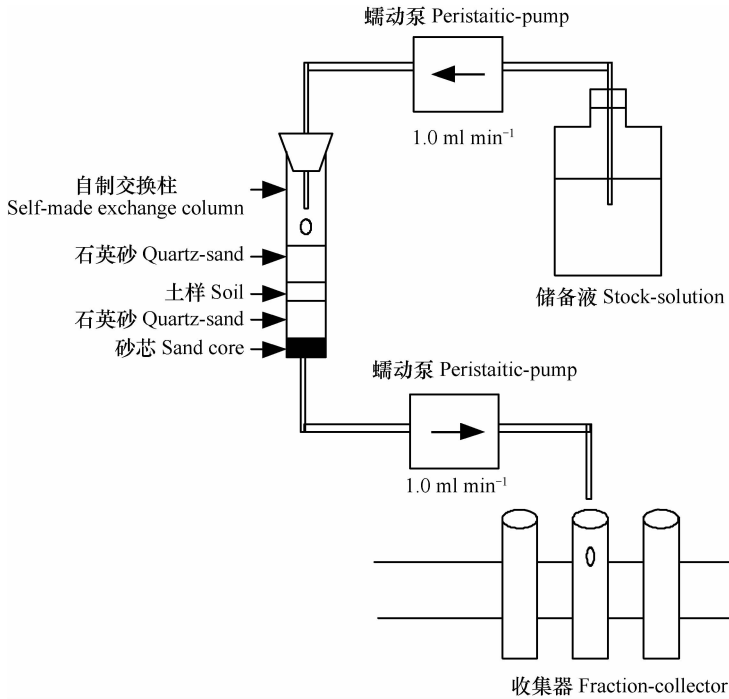 蠕动泵 Peristaitic-pump
1.0 ml min⁻¹
自制交换柱
Self-made exchange column
石英砂 Quartz-sand
土样 Soil
石英砂 Quartz-sand
砂芯 Sand core
储备液 Stock-solution
蠕动泵 Peristaitic-pump
1.0 ml min⁻¹
收集器 Fraction-collector